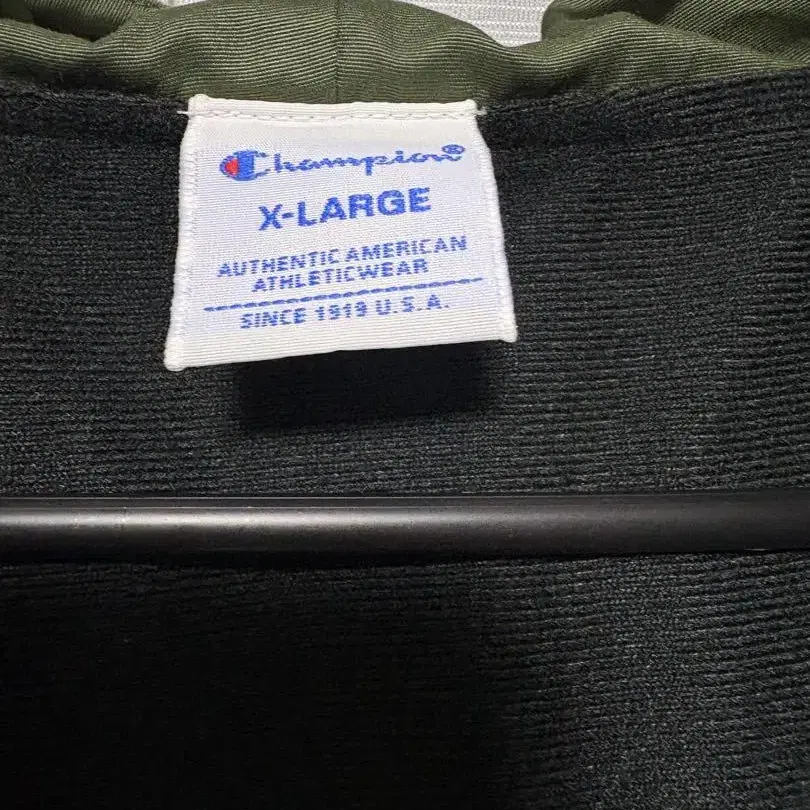 Champion®
X-LARGE
AUTHENTIC AMERICAN
ATHLETICWEAR
SINCE 1919 U.S.A.